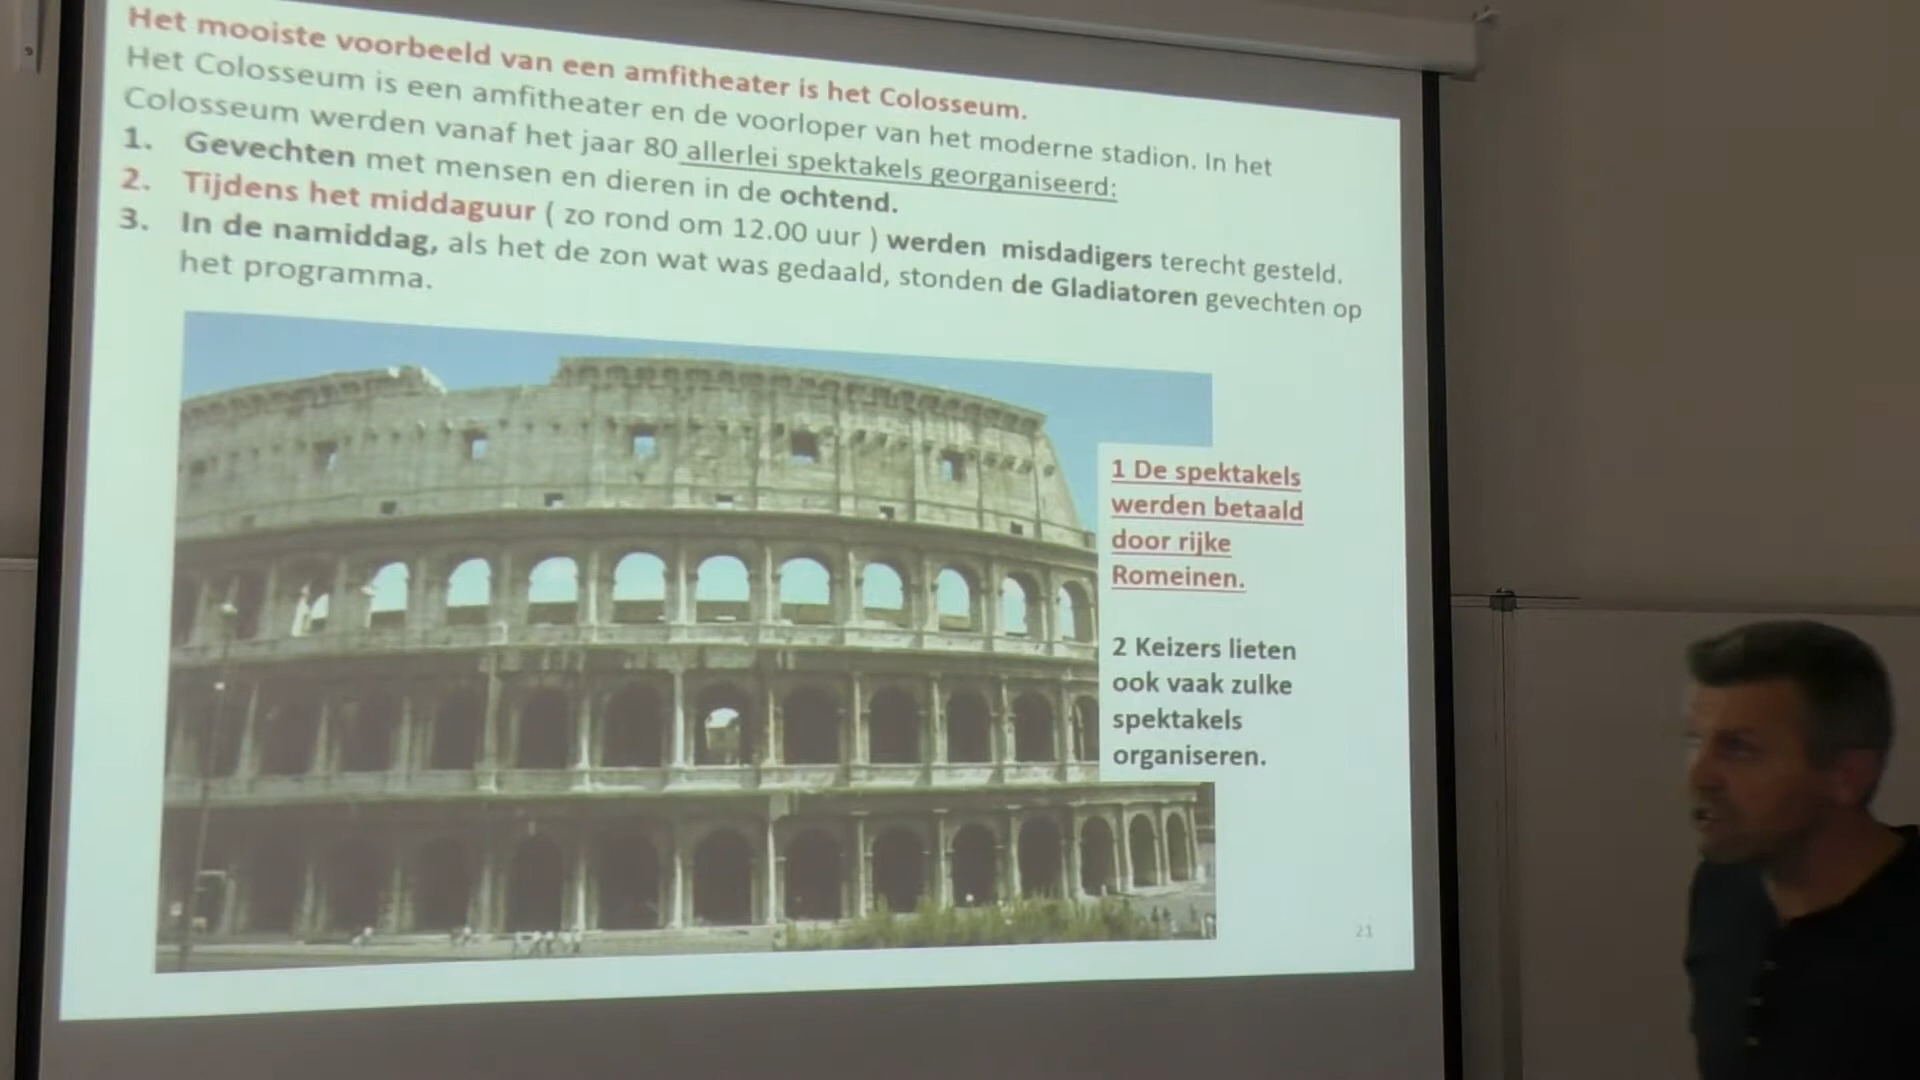 Het mooiste voorbeeld van een amfitheater is het Colosseum.
Het Colosseum is een amfitheater en de voorloper van het moderne stadion. In het
Colosseum werden vanaf het jaar 80 allerlei spektakels georganiseerd:
1. Gevechten met mensen en dieren in de ochtend.
2. Tijdens het middaguur ( zo rond om 12.00 uur ) werden misdadigers terecht gesteld.
3. In de namiddag, als het de zon wat was gedaald, stonden de Gladiatoren gevechten op
het programma.
1 De spektakels
werden betaald
door rijke
Romeinen.
2 Keizers lieten
ook vaak zulke
spektakels
organiseren.
21